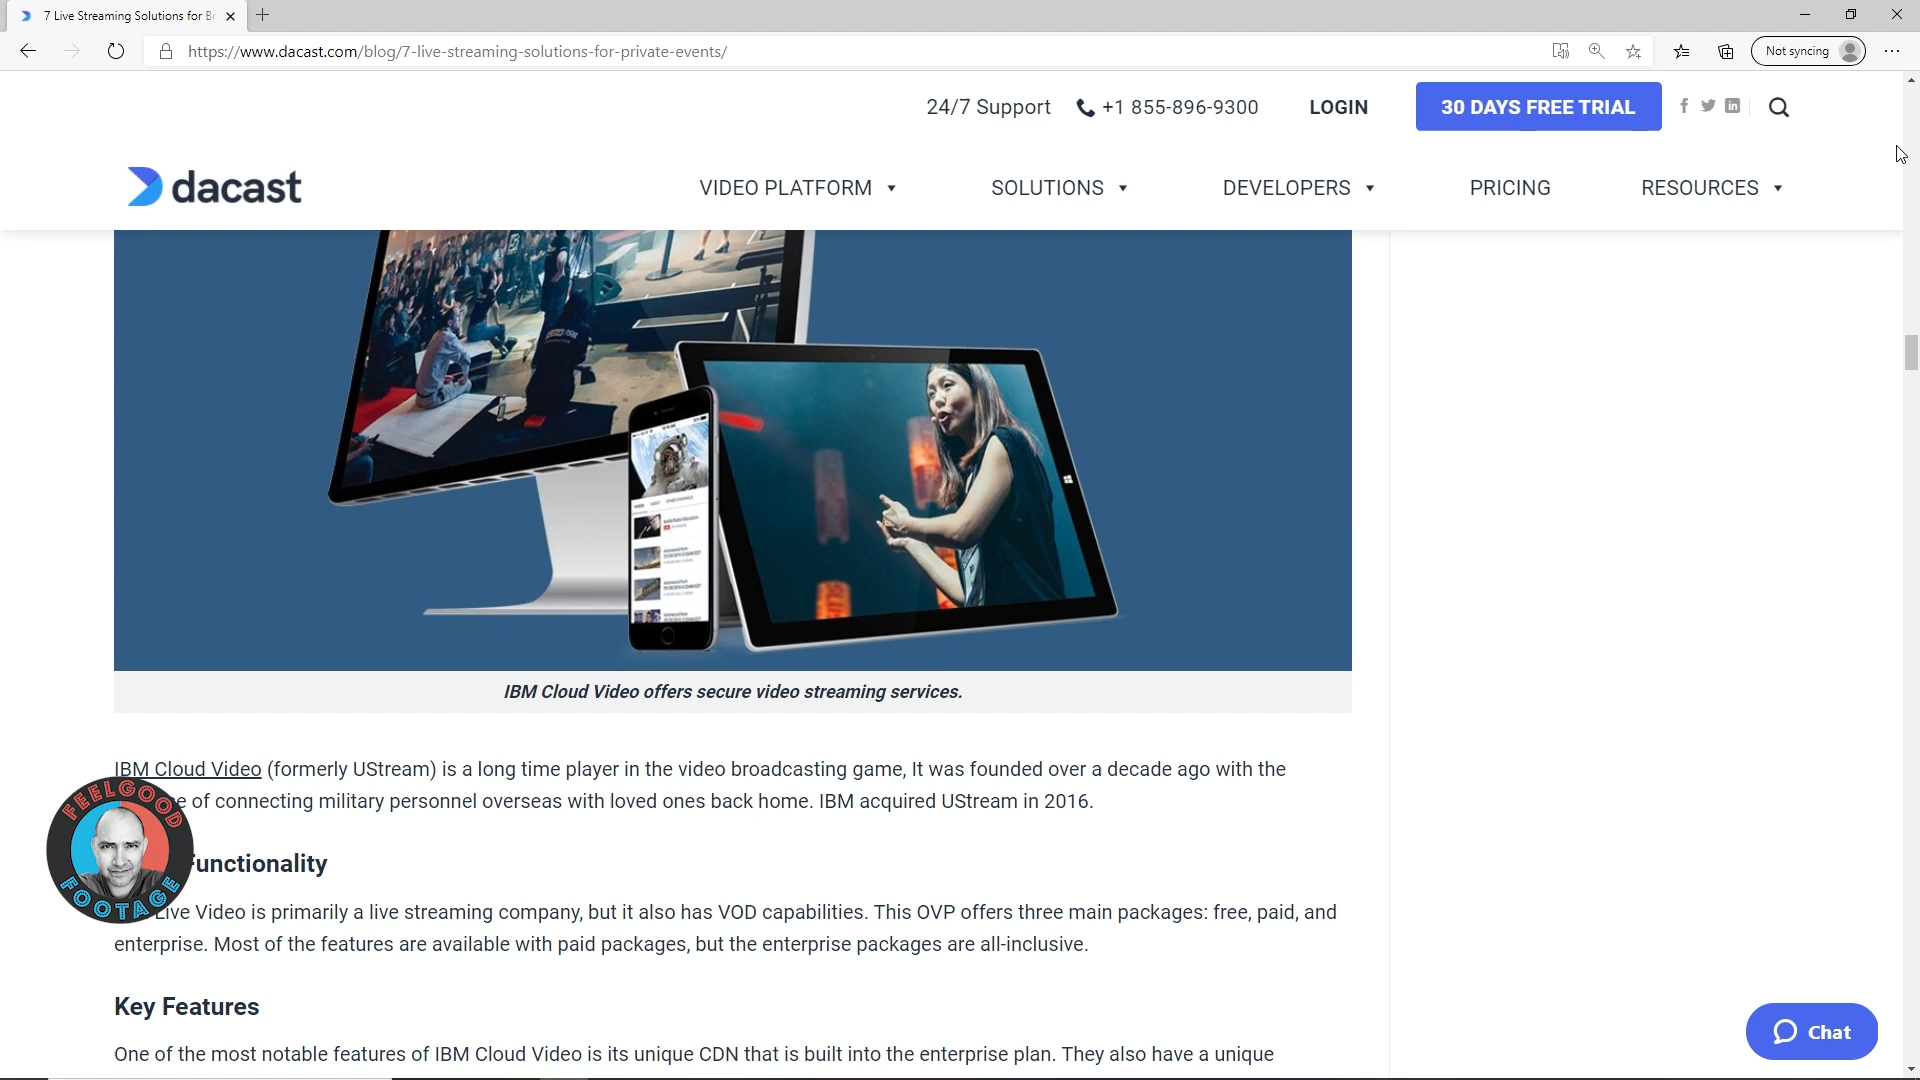 7 Live Streaming Solutions for Br
https://www.dacast.com/blog/7-live-streaming-solutions-for-private-events/
Not syncing
24/7 Support
+1 855-896-9300
LOGIN
30 DAYS FREE TRIAL
dacast
VIDEO PLATFORM
SOLUTIONS
DEVELOPERS
PRICING
RESOURCES
IBM Cloud Video offers secure video streaming services.
IBM Cloud Video (formerly UStream) is a long time player in the video broadcasting game, It was founded over a decade ago with the
e of connecting military personnel overseas with loved ones back home. IBM acquired UStream in 2016.
FEELGOOD
FOOTAGE
Functionality
Live Video is primarily a live streaming company, but it also has VOD capabilities. This OVP offers three main packages: free, paid, and
enterprise. Most of the features are available with paid packages, but the enterprise packages are all-inclusive.
Key Features
One of the most notable features of IBM Cloud Video is its unique CDN that is built into the enterprise plan. They also have a unique
Chat